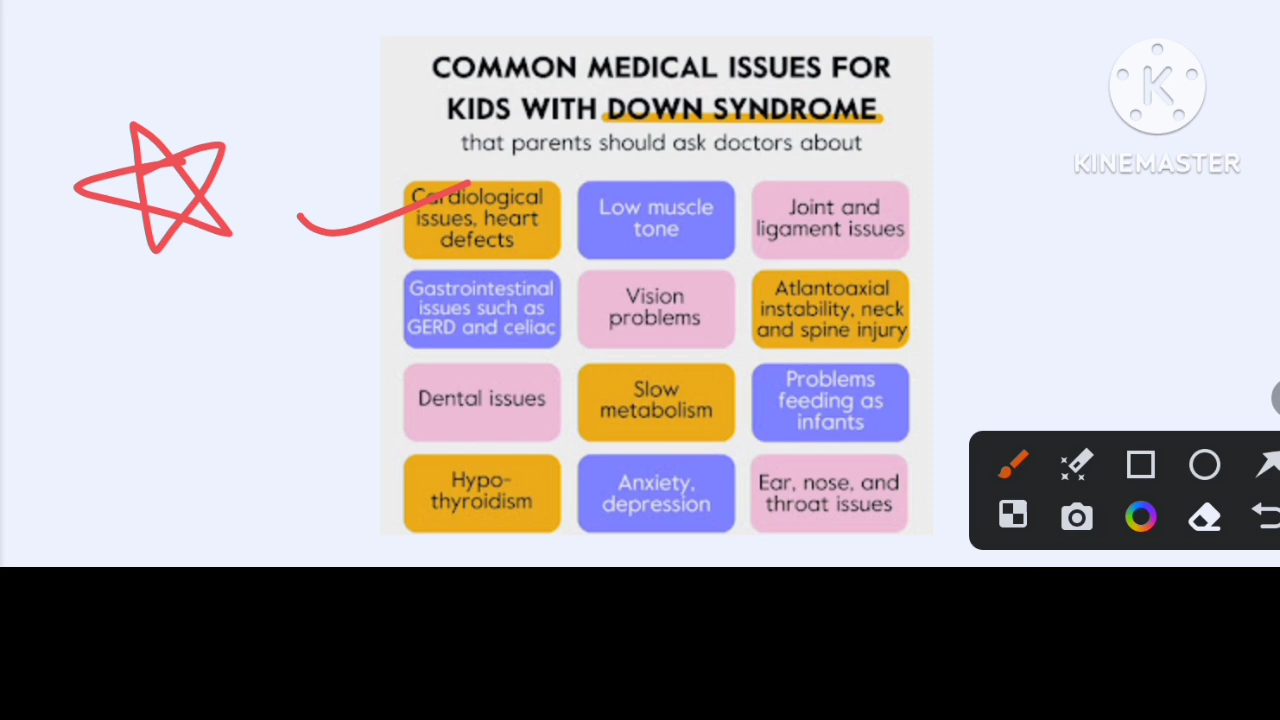 COMMON MEDICAL ISSUES FOR
KIDS WITH DOWN SYNDROME
that parents should ask doctors about
Cardiological
issues, heart
defects
Low muscle
tone
Joint and
ligament issues
Gastrointestinal
issues such as
GERD and celiac
Vision
problems
Atlantoaxial
instability, neck
and spine injury
Dental issues
Slow
metabolism
Problems
feeding as
infants
Hypo-
thyroidism
Anxiety,
depression
Ear, nose, and
throat issues
K
KINEMASTER